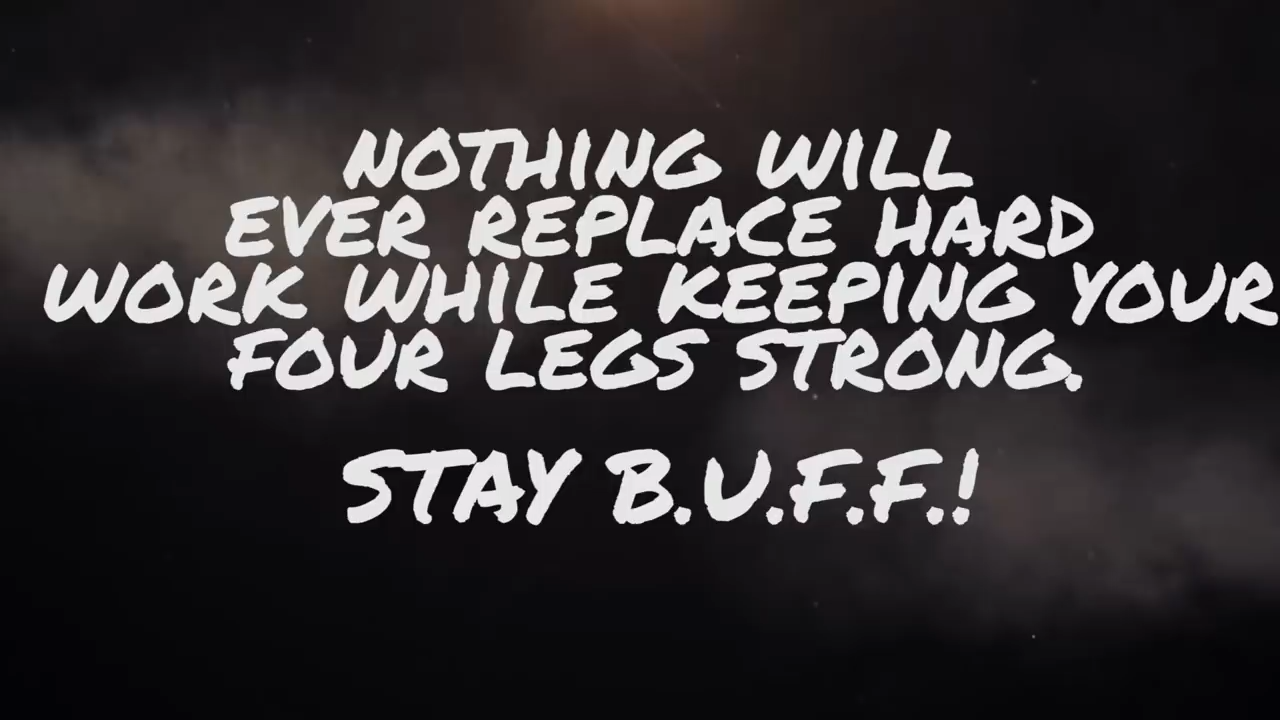 NOTHING WILL
EVER REPLACE HARD
WORK WHILE KEEPING YOUR
FOUR LEGS STRONG.
STAY B.U.F.F.!